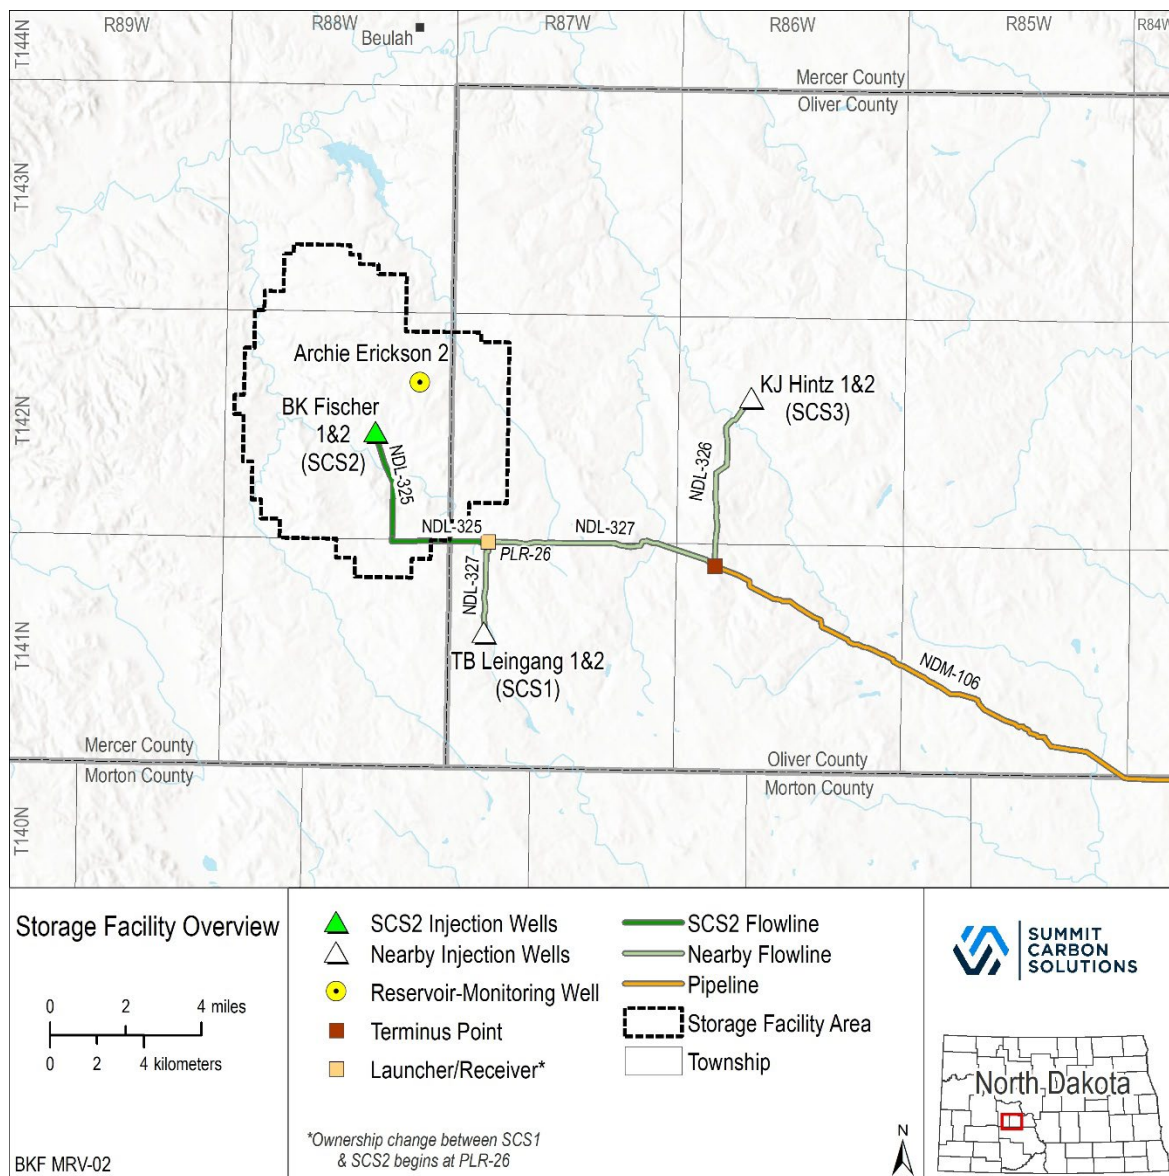 R89W
R88W
R87W
R86W
R85W
R84W
T144N
Beulah
Mercer County
Oliver County
T143N
Archie Erickson 2
BK Fischer
1&2
(SCS2)
KJ Hintz 1&2
(SCS3)
T142N
NDL-325
NDL-326
NDL-325
NDL-327
PLR-26
NDL-327
TB Leingang 1&2
(SCS1)
T141N
NDM-106
Mercer County
Morton County
Oliver County
Morton County
T140N
Storage Facility Overview
0 2 4 miles
0 2 4 kilometers
BKF MRV-02
SCS2 Injection Wells
Nearby Injection Wells
Reservoir-Monitoring Well
Terminus Point
Launcher/Receiver*
*Ownership change between SCS1
& SCS2 begins at PLR-26
SCS2 Flowline
Nearby Flowline
Pipeline
Storage Facility Area
Township
N
SUMMIT
CARBON
SOLUTIONS
North Dakota